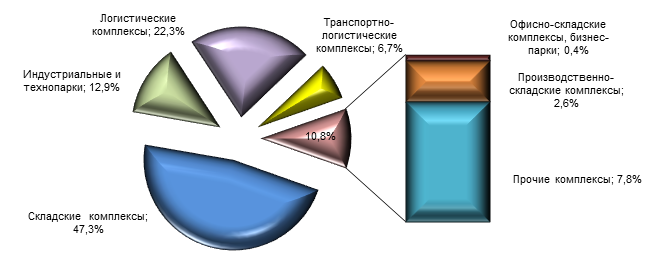 Логистические
комплексы; 22,3%
Транспортно-
логистические
комплексы; 6,7%
Офисно-складские
комплексы, бизнес-
парки; 0,4%
Индустриальные и
технопарки; 12,9%
Производственно-
складские комплексы;
2,6%
10,8%
Прочие комплексы; 7,8%
Складские комплексы;
47,3%